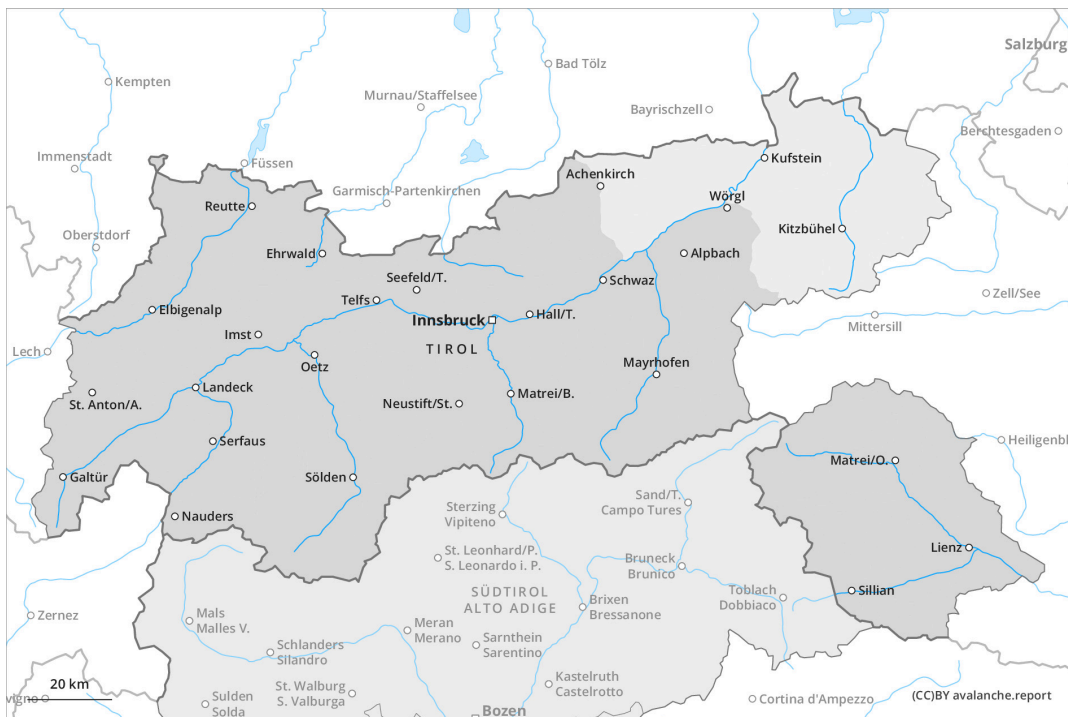 Salzburg
Bad Tölz
Kempten
Murnau/Staffelsee
Bayrischzell
Berchtesgaden
Immenstadt
Füssen
Kufstein
Achenkirch
Garmisch-Partenkirchen
Reutte
Wörgl
Kitzbühel
Oberstdorf
Ehrwald
Alpbach
Seefeld/T.
Schwaz
Zell/See
Telfs
Elbigenalp
Innsbruck
Hall/T.
Mittersill
Imst
TIROL
Lech
Oetz
Mayrhofen
Landeck
St. Anton/A.
Neustift/St.
Matrei/B.
Serfaus
Heiligenbl
Matrei/O.
Galtür
Sölden
Sand/T.
Campo Tures
Sterzing
Vipiteno
Nauders
Lienz
St. Leonhard/P.
S. Leonardo i. P.
Bruneck
Brunico
SÜDTIROL
ALTO ADIGE
Sillian
Toblach
Dobbiaco
Brixen
Bressanone
Zernez
Mals
Malles V.
Meran
Merano
Sarnthein
Sarentino
Schlanders
Silandro
Kastelruth
Castelrotto
20 km
St. Walburg
S. Valburga
vigno
Sulden
Solda
Cortina d'Ampezzo
(CC)BY avalanche.report
Bozen